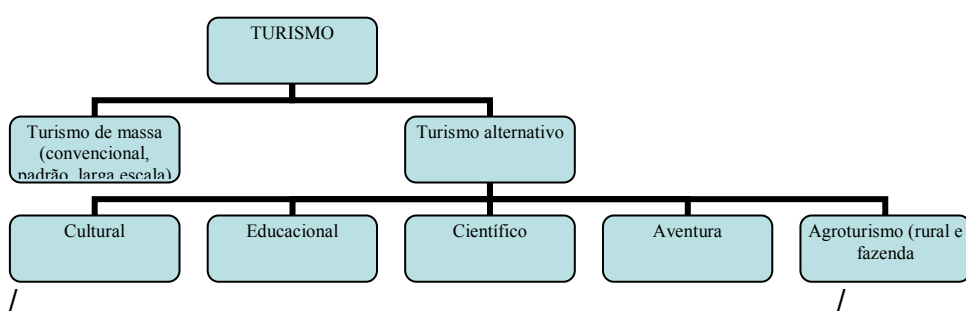 TURISMO
Turismo de massa
(convencional,
padrão, larga escala)
Turismo alternativo
Cultural
Educacional
Científico
Aventura
Agroturismo (rural e
fazenda
/
/